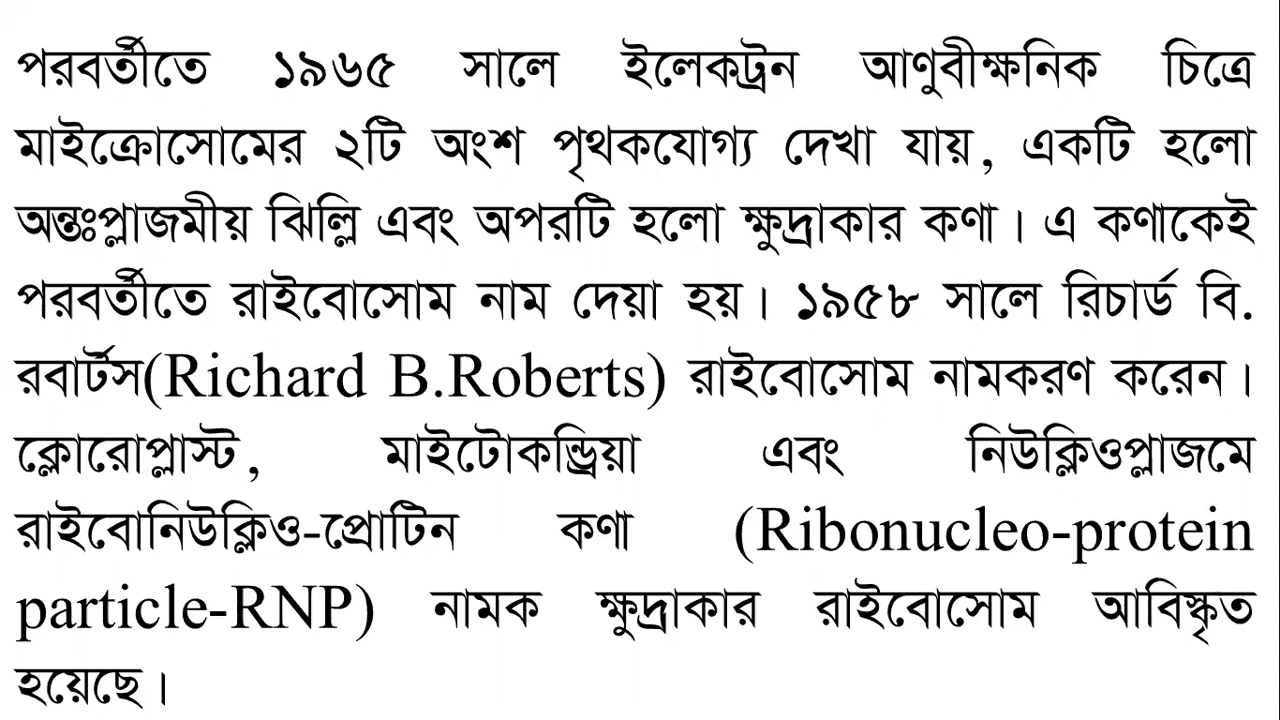 পরবর্তীতে ১৯৬৫ সালে ইলেকট্রন আণুবীক্ষনিক চিত্রে
মাইক্রোসোমের ২টি অংশ পৃথকযোগ্য দেখা যায়, একটি হলো
অন্তঃপ্লাজমীয় ঝিল্লি এবং অপরটি হলো ক্ষুদ্রাকার কণা। এ কণাকেই
পরবর্তীতে রাইবোসোম নাম দেয়া হয়। ১৯৫৮ সালে রিচার্ড বি.
রবার্টস(Richard B.Roberts) রাইবোসোম নামকরণ করেন।
ক্লোরোপ্লাস্ট, মাইটোকন্ড্রিয়া এবং নিউক্লিওপ্লাজমে
রাইবোনিউক্লিও-প্রোটিন কণা (Ribonucleo-protein
particle-RNP) নামক ক্ষুদ্রাকার রাইবোসোম আবিস্কৃত
হয়েছে।